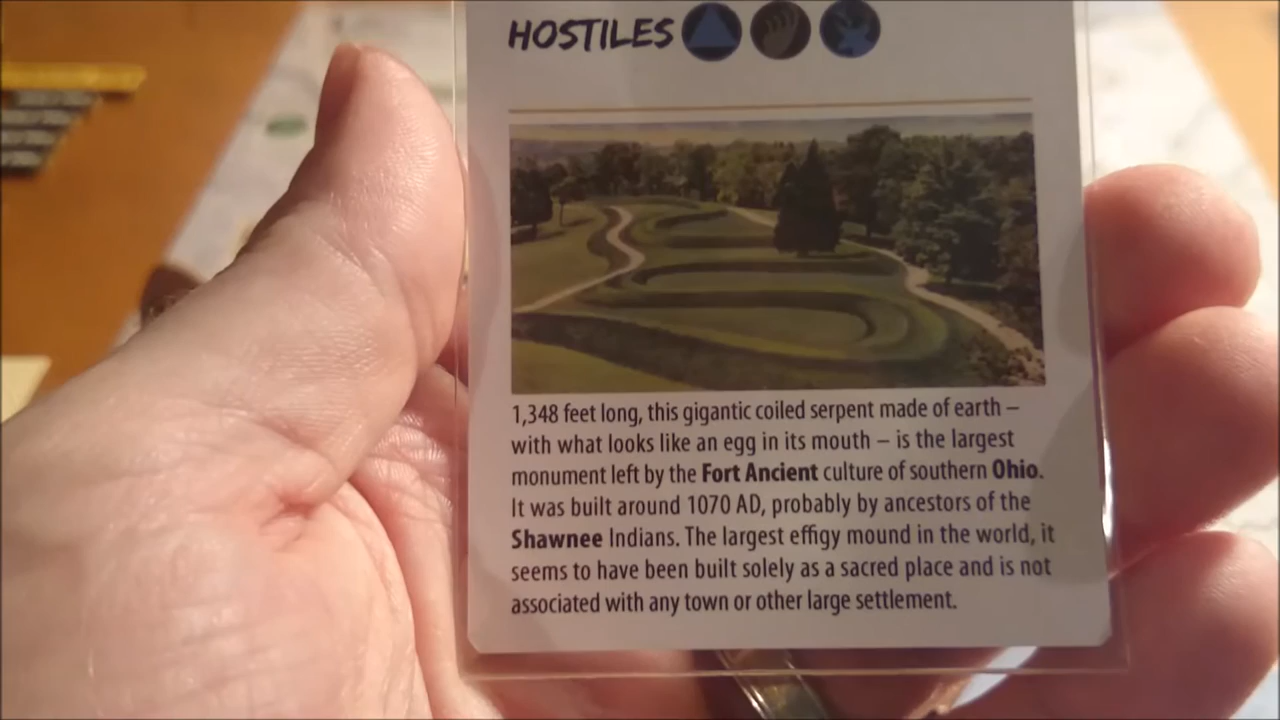 HOSTILES
1,348 feet long, this gigantic coiled serpent made of earth –
with what looks like an egg in its mouth – is the largest
monument left by the Fort Ancient culture of southern Ohio.
It was built around 1070 AD, probably by ancestors of the
Shawnee Indians. The largest effigy mound in the world, it
seems to have been built solely as a sacred place and is not
associated with any town or other large settlement.